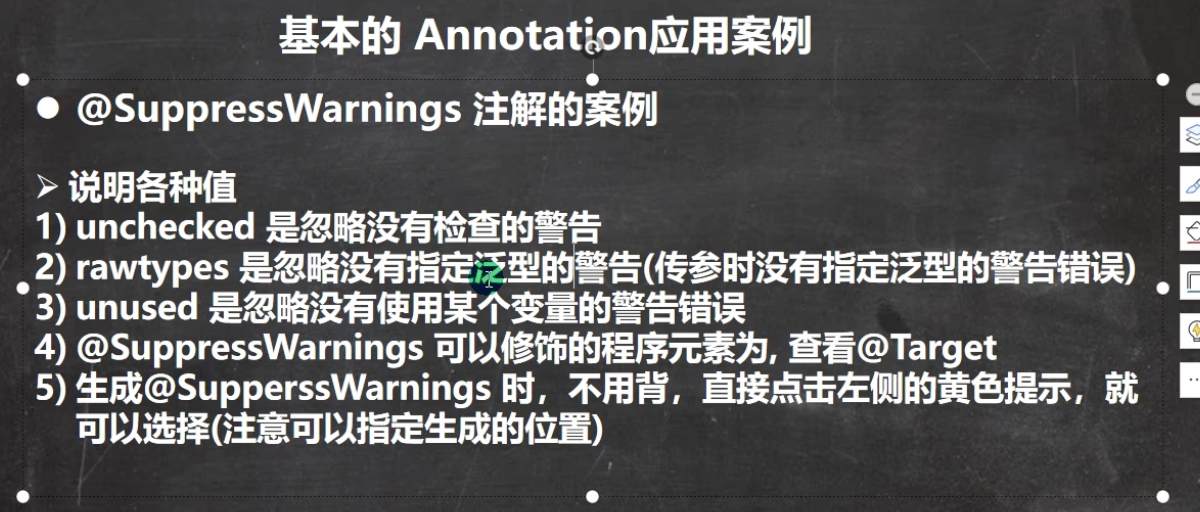 基本的 Annotation应用案例
● @SuppressWarnings 注解的案例
➢ 说明各种值
1) unchecked 是忽略没有检查的警告
2) rawtypes 是忽略没有指定泛型的警告(传参时没有指定泛型的警告错误)
3) unused 是忽略没有使用某个变量的警告错误
4) @SuppressWarnings 可以修饰的程序元素为, 查看@Target
5) 生成@SupperssWarnings 时，不用背，直接点击左侧的黄色提示，就
可以选择(注意可以指定生成的位置)